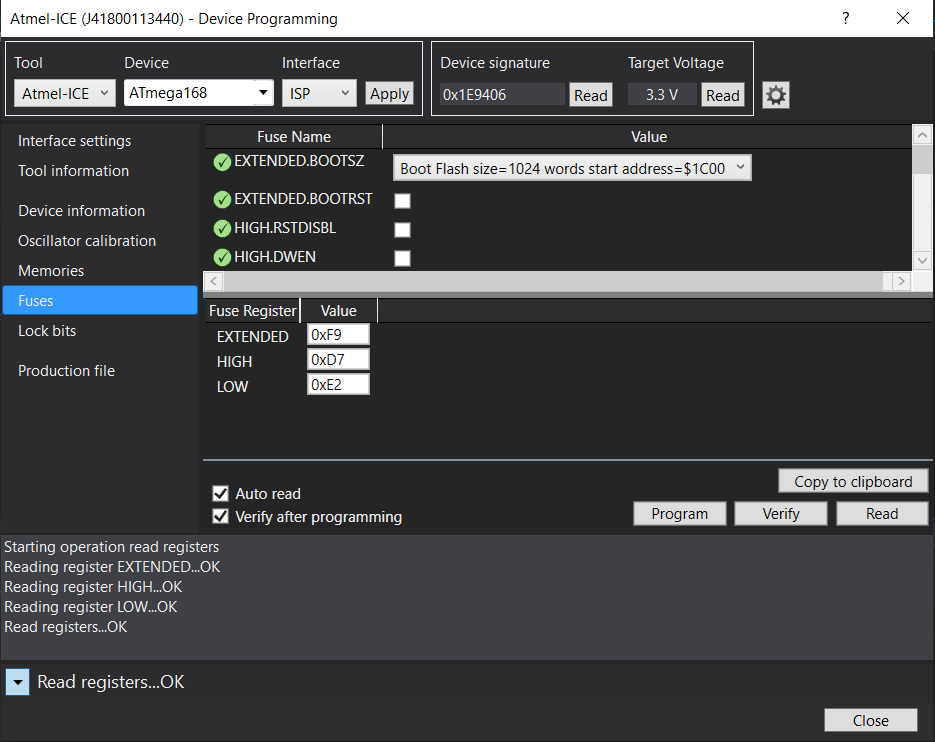 Atmel-ICE (J41800113440) - Device Programming
?
Tool
Device
Interface
Device signature
Target Voltage
Atmel-ICE
ATmega168
ISP
Apply
0x1E9406
Read
3.3 V
Read
Interface settings
Tool information
Device information
Oscillator calibration
Memories
Fuses
Lock bits
Production file
Fuse Name
Value
EXTENDED.BOOTSZ
Boot Flash size=1024 words start address=$1C00
EXTENDED.BOOTRST
HIGH.RSTDISBL
HIGH.DWEN
Fuse Register
Value
EXTENDED
0xF9
HIGH
0xD7
LOW
0xE2
Copy to clipboard
Auto read
Verify after programming
Program
Verify
Read
Starting operation read registers
Reading register EXTENDED...OK
Reading register HIGH...OK
Reading register LOW...OK
Read registers...OK
Read registers...OK
Close